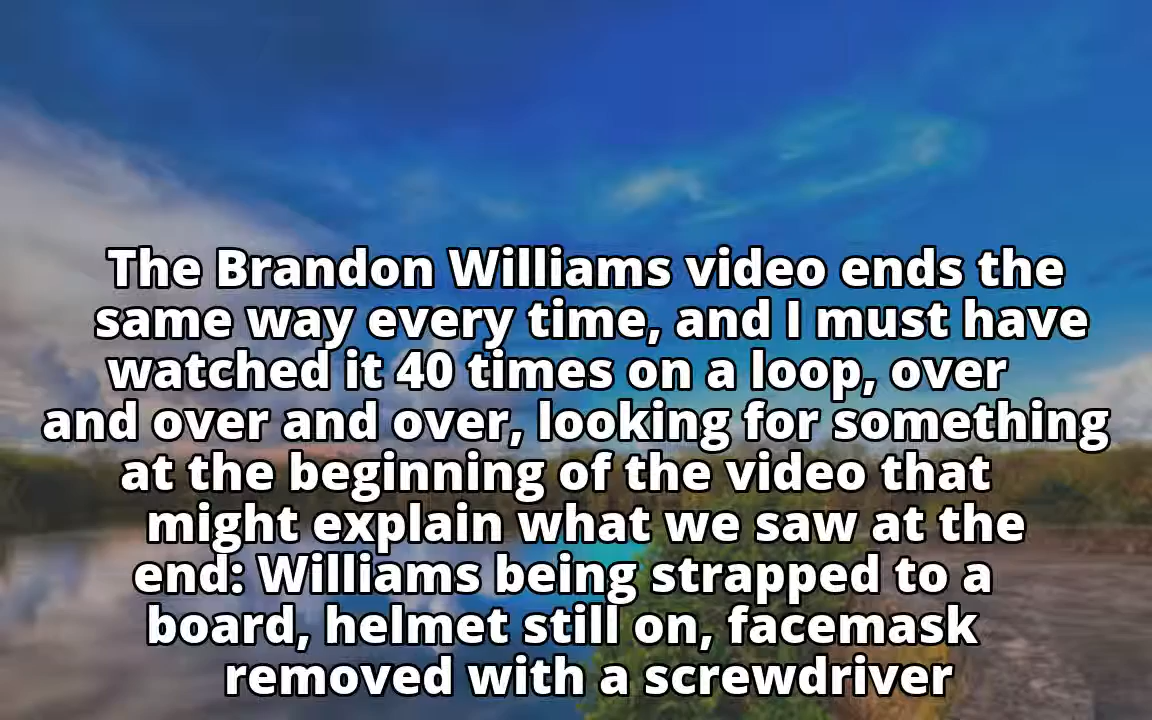 The Brandon Williams video ends the
same way every time, and I must have
watched it 40 times on a loop, over
and over and over, looking for something
at the beginning of the video that
might explain what we saw at the
end: Williams being strapped to a
board, helmet still on, facemask
removed with a screwdriver